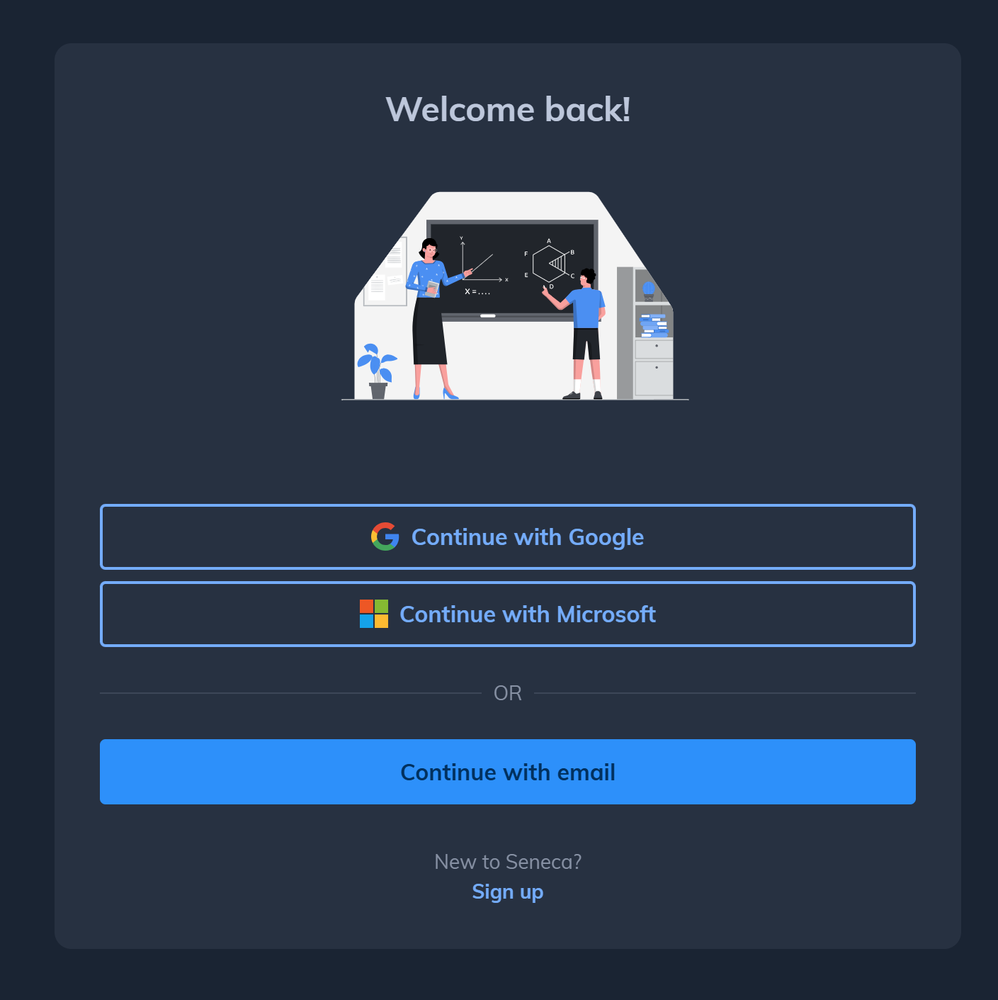 Welcome back!
Y
X
X = ....
A
B
F
E
C
D
Continue with Google
Continue with Microsoft
OR
Continue with email
New to Seneca?
Sign up